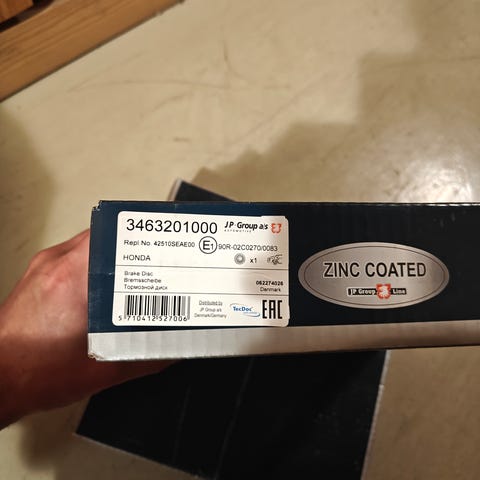 3463201000 JP Group a/s
AUTOMOTIVE
Repl No. 42510SEAE00 E1 90R-02C0270/0083
HONDA x1
Brake Disc
Bremsscheibe
Тормозной диск
062274026
Denmark
5 710412 527006
Distributed by
JP Group a/s
Denmark/Germany
TecDoc
EAC
ZINC COATED
JP Group Line